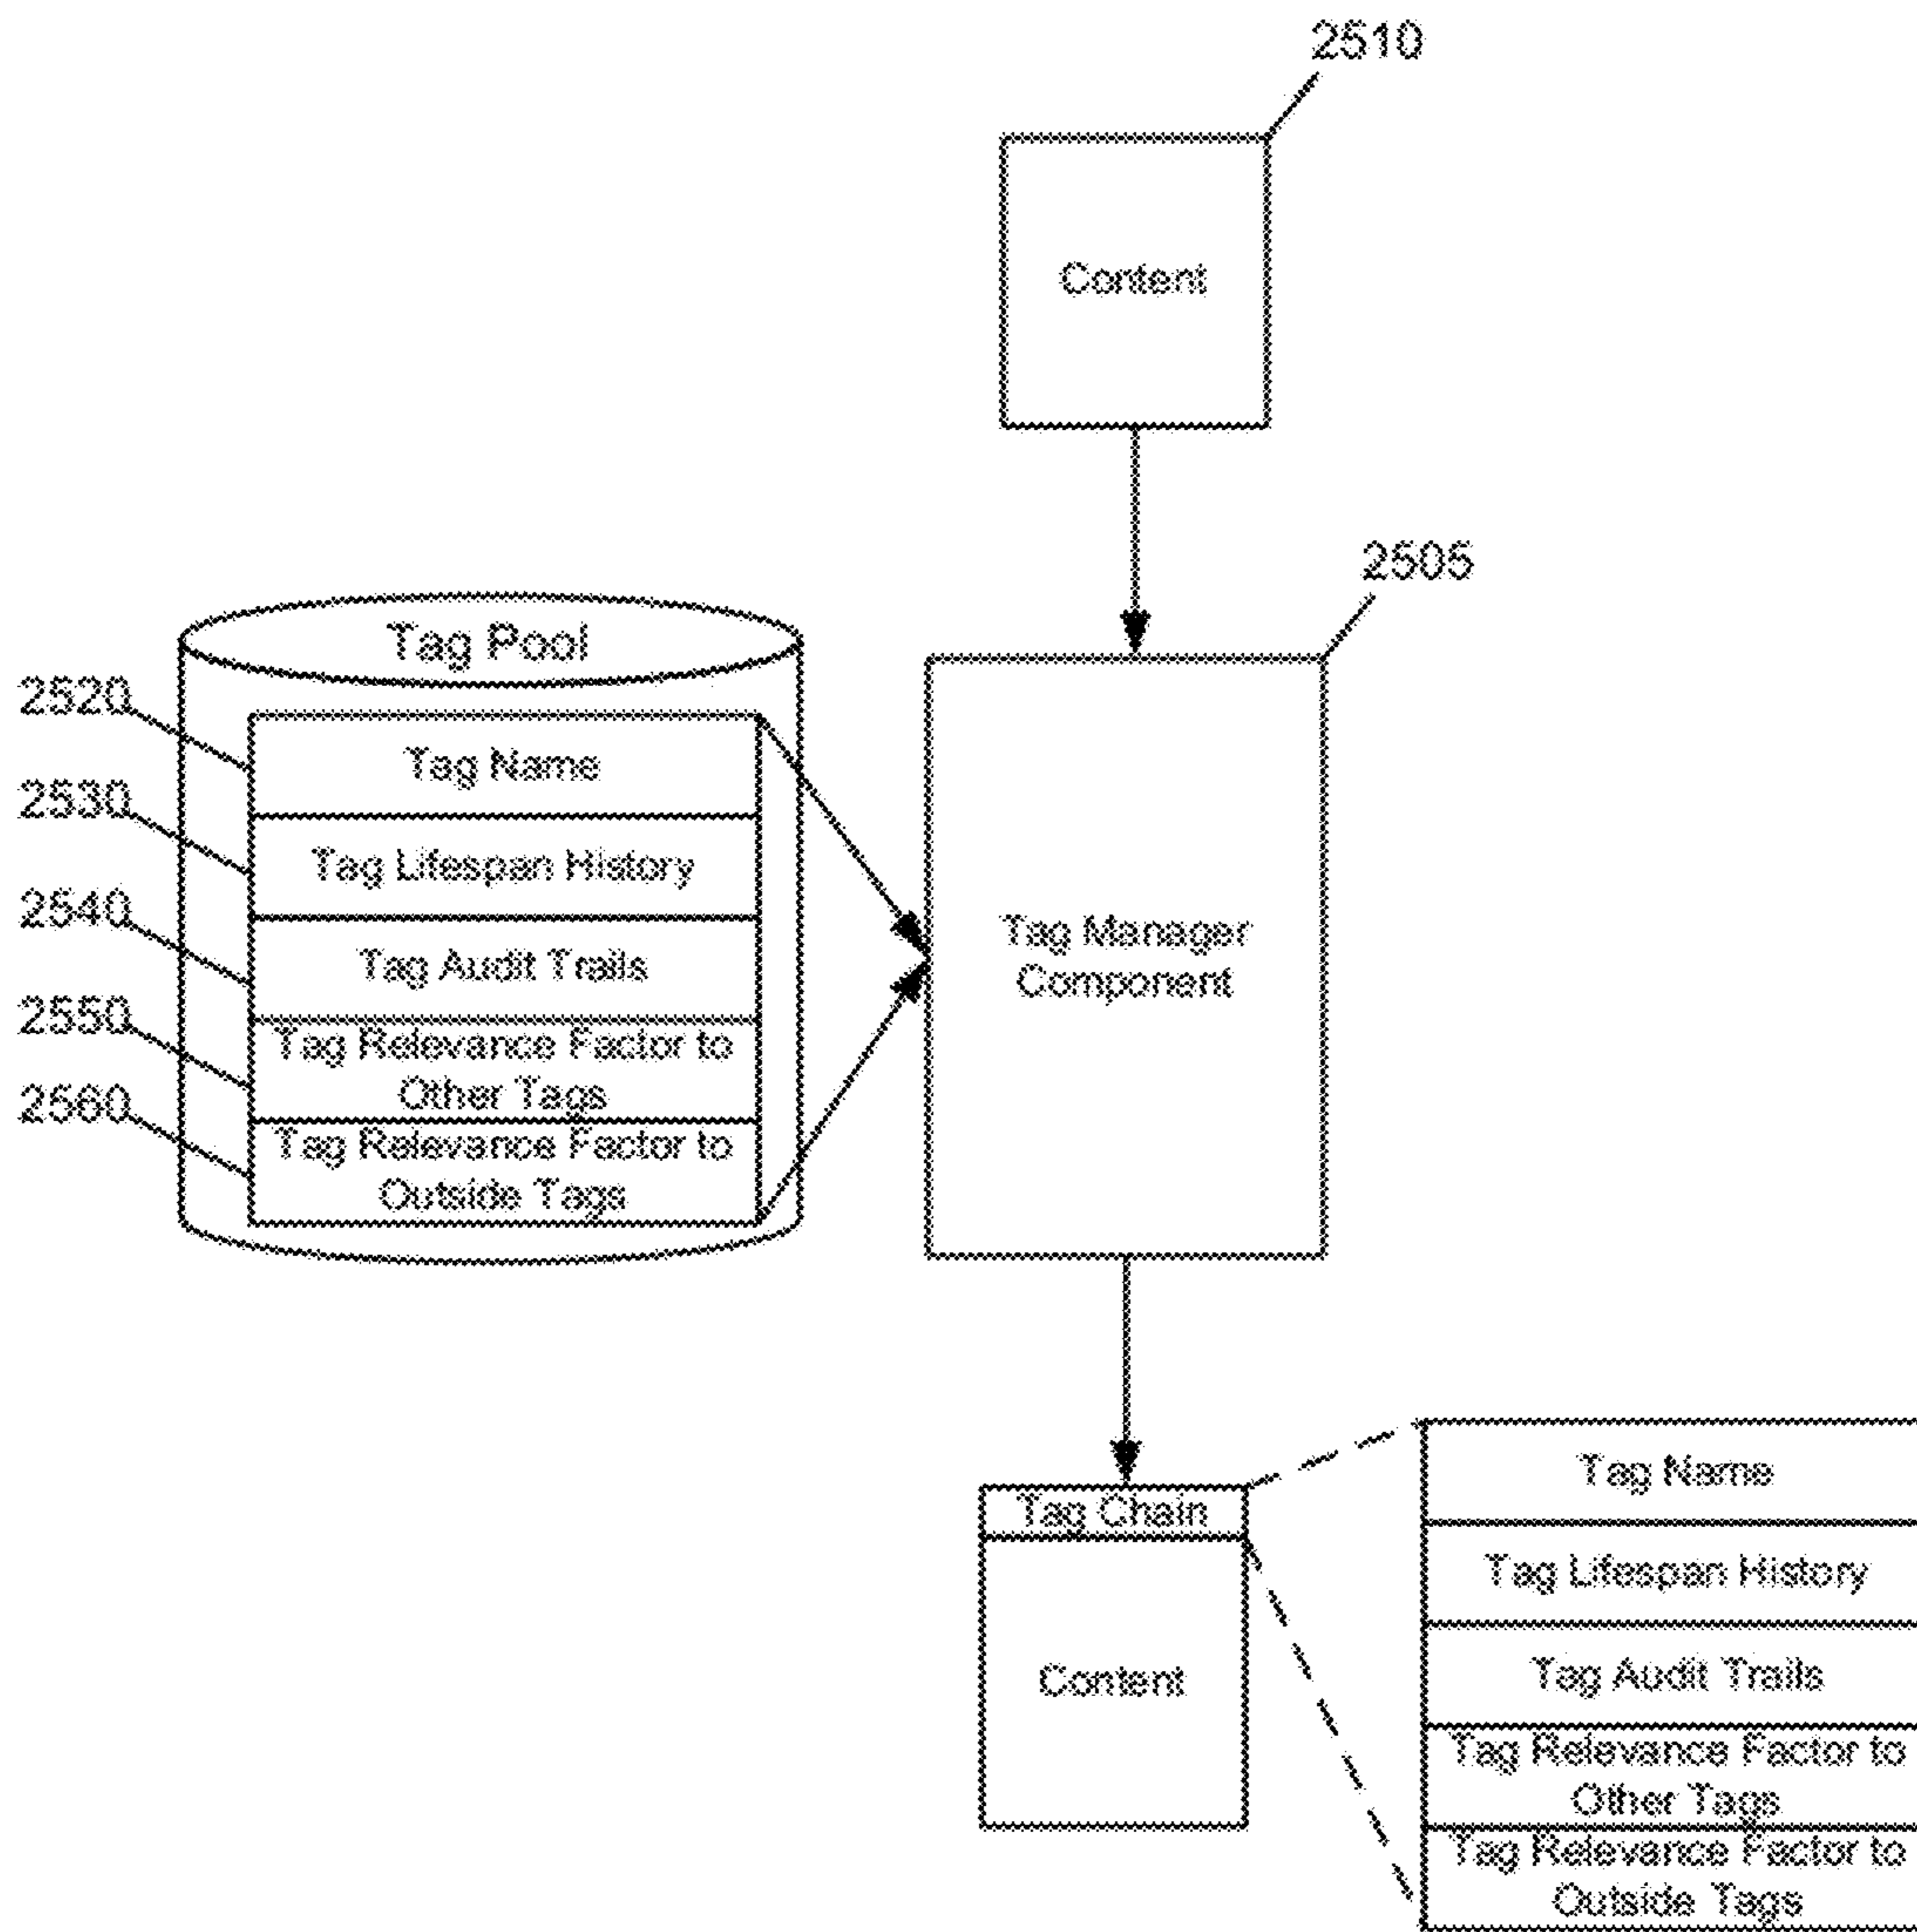 2510
Content
2505
Tag Pool
2520
Tag Name
2530
Tag Lifespan History
2540
Tag Audit Trails
2550
Tag Relevance Factor to
Other Tags
2560
Tag Relevance Factor to
Outside Tags
Tag Manager
Component
Tag Chain
Content
Tag Name
Tag Lifespan History
Tag Audit Trails
Tag Relevance Factor to
Other Tags
Tag Relevance Factor to
Outside Tags